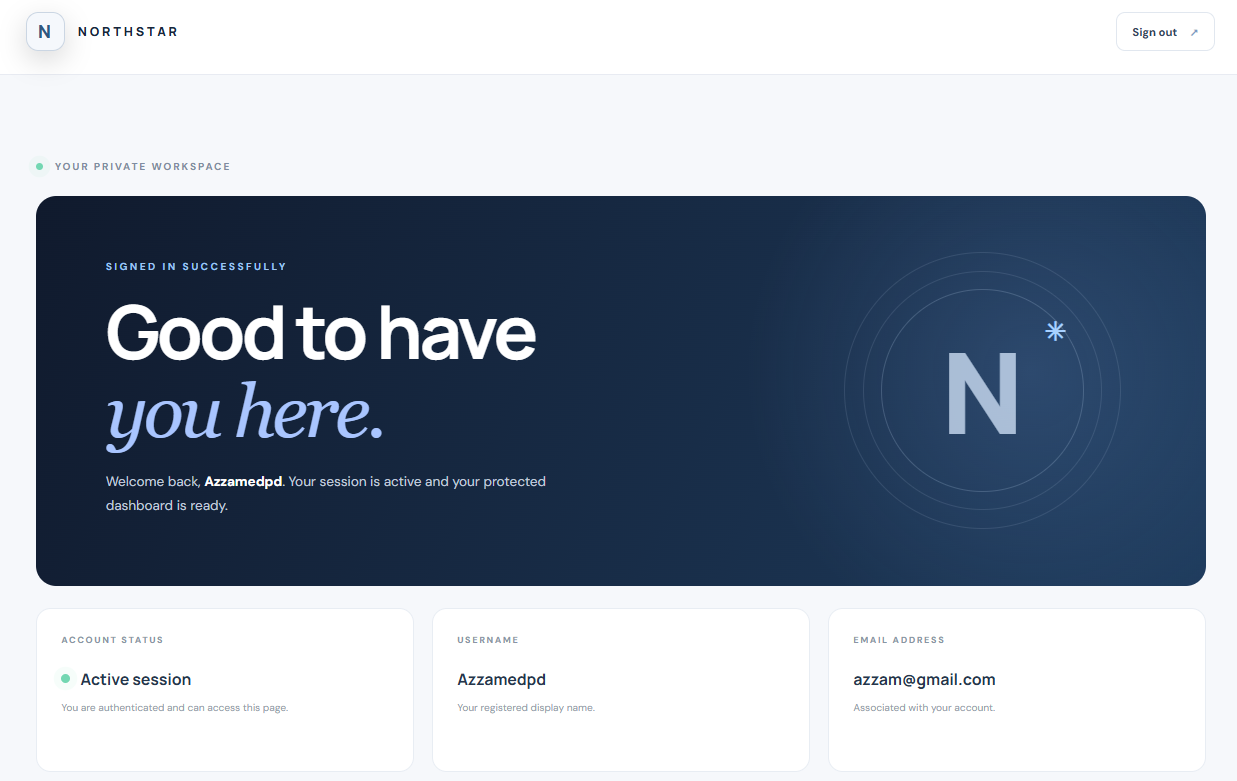 N NORTHSTAR
Sign out ↗
YOUR PRIVATE WORKSPACE
SIGNED IN SUCCESSFULLY
Good to have
you here.
Welcome back, Azzamedpd. Your session is active and your protected
dashboard is ready.
N
ACCOUNT STATUS
Active session
You are authenticated and can access this page.
USERNAME
Azzamedpd
Your registered display name.
EMAIL ADDRESS
azzam@gmail.com
Associated with your account.